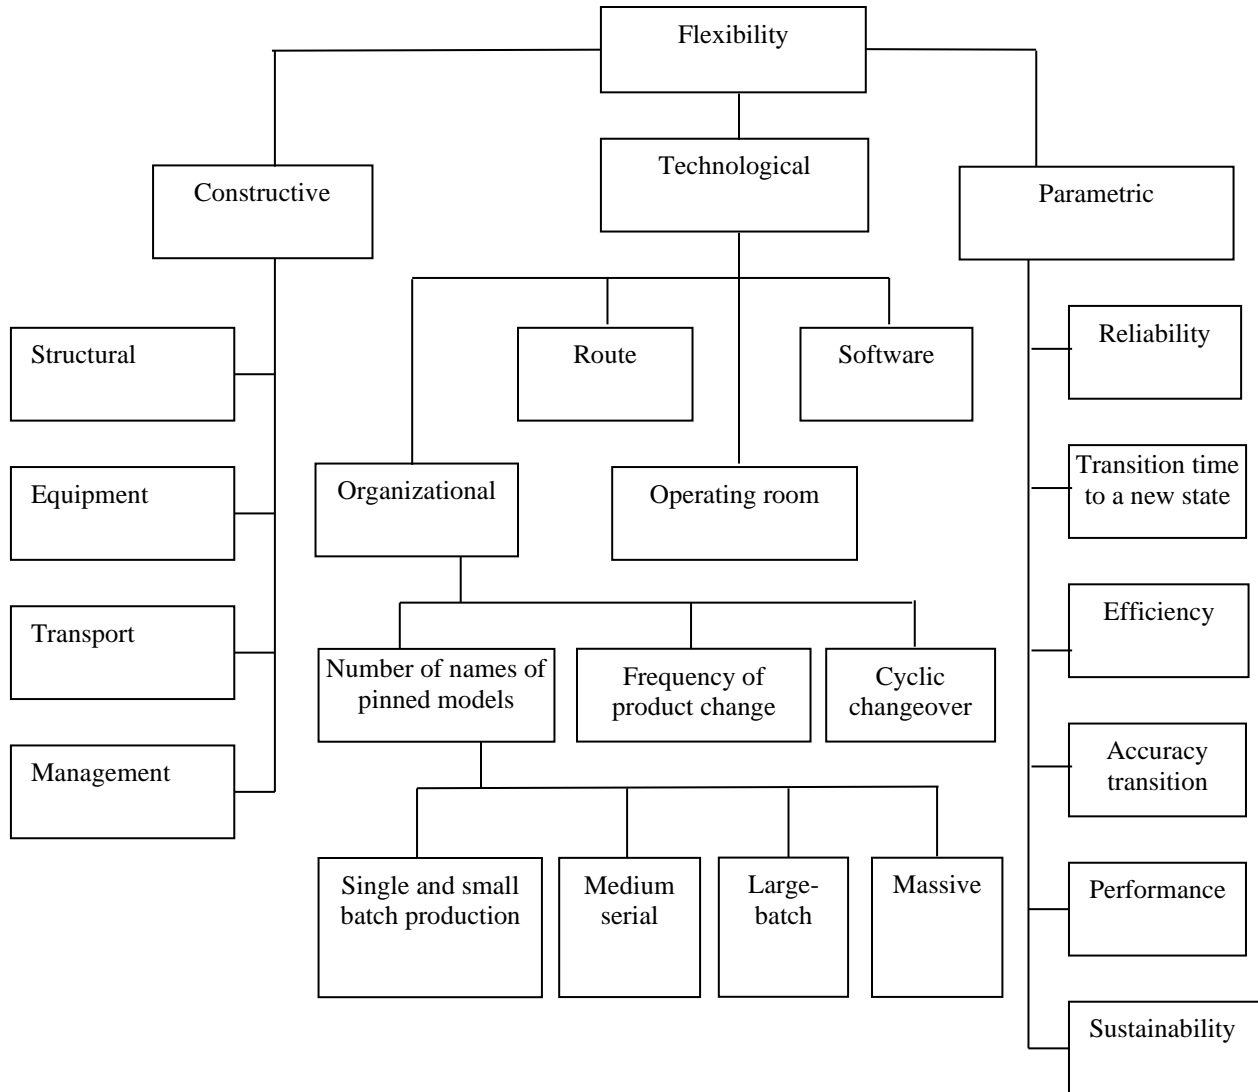 Flexibility
Technological
Constructive
Parametric
Structural
Route
Software
Reliability
Equipment
Organizational
Operating room
Transition time
to a new state
Transport
Number of names of
pinned models
Frequency of
product change
Cyclic
changeover
Efficiency
Management
Accuracy
transition
Single and small
batch production
Medium
serial
Large-
batch
Massive
Performance
Sustainability